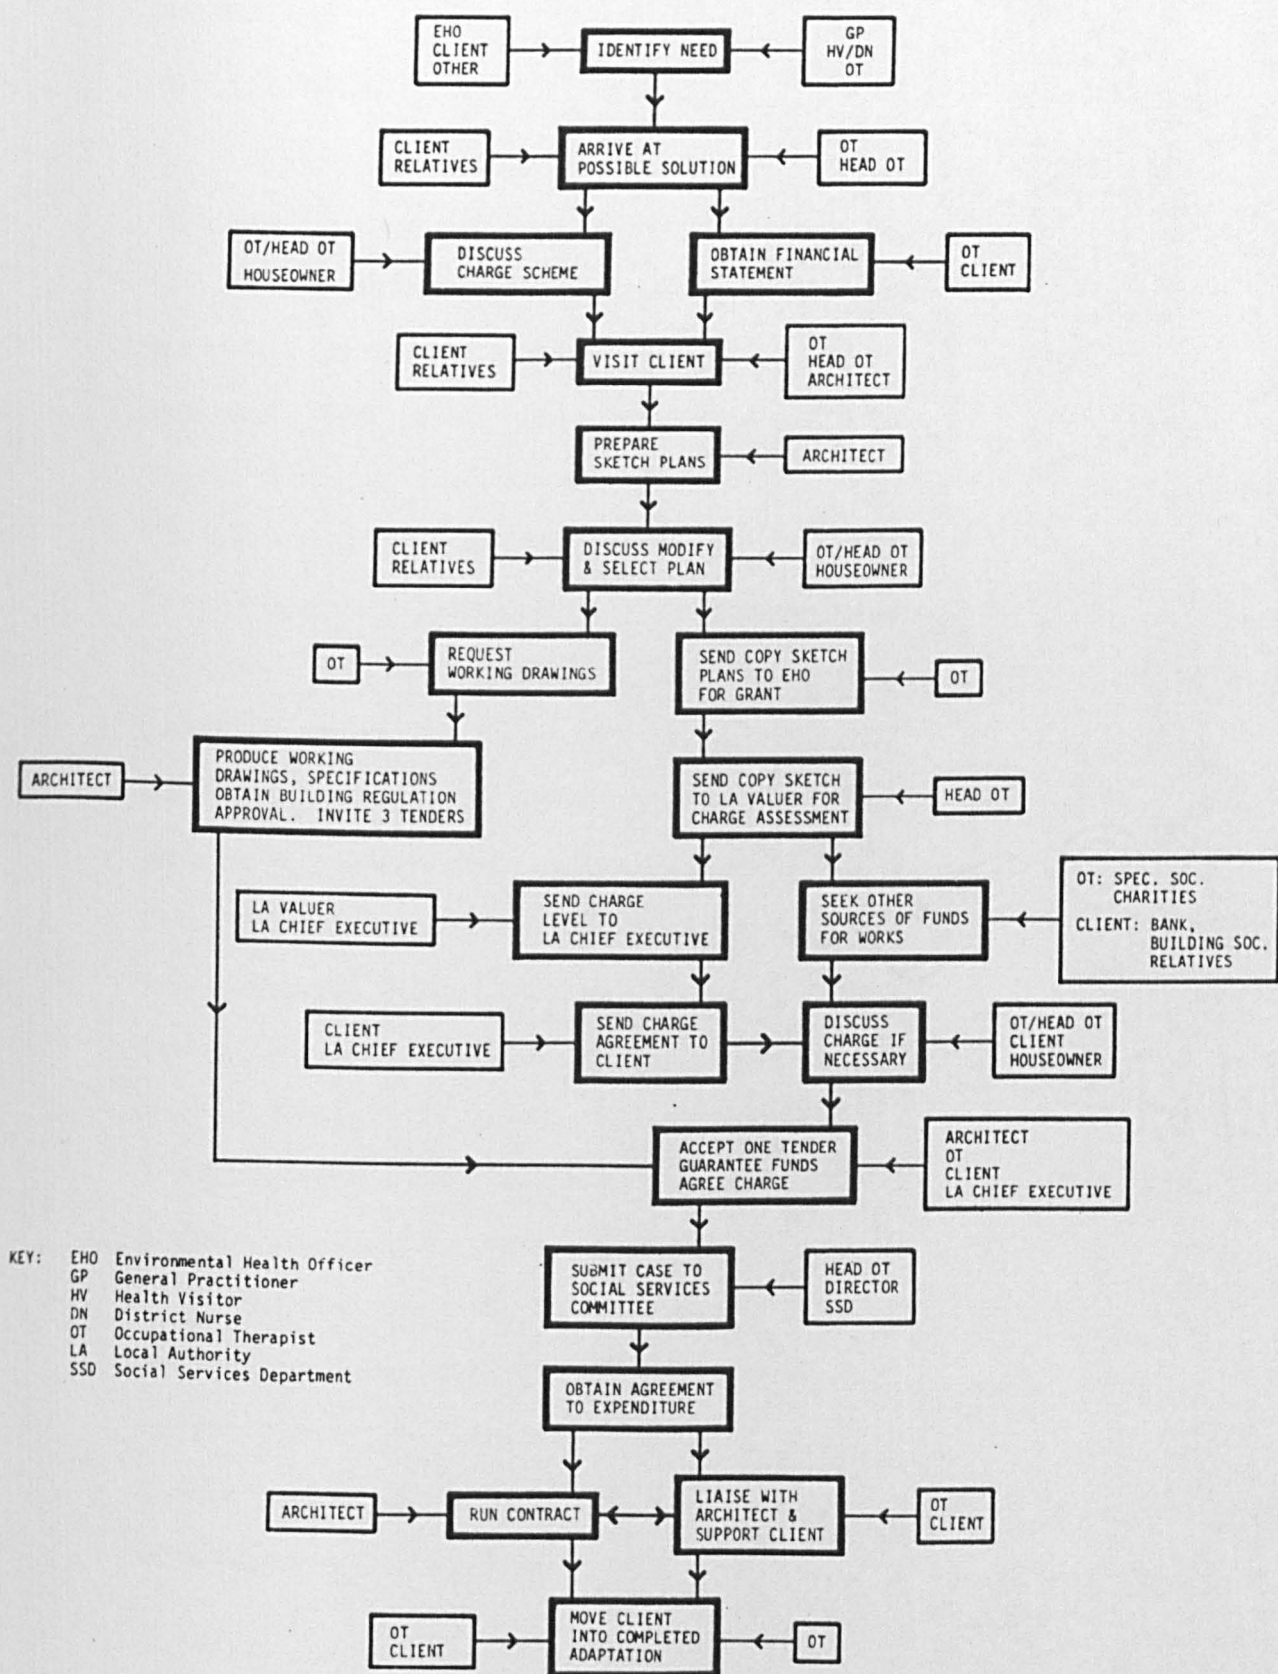 EHO
CLIENT
OTHER
IDENTIFY NEED
GP
HV/DN
OT
CLIENT
RELATIVES
ARRIVE AT
POSSIBLE SOLUTION
OT
HEAD OT
OT/HEAD OT
HOUSEOWNER
DISCUSS
CHARGE SCHEME
OBTAIN FINANCIAL
STATEMENT
OT
CLIENT
CLIENT
RELATIVES
VISIT CLIENT
OT
HEAD OT
ARCHITECT
PREPARE
SKETCH PLANS
ARCHITECT
CLIENT
RELATIVES
DISCUSS MODIFY
& SELECT PLAN
OT/HEAD OT
HOUSEOWNER
OT
REQUEST
WORKING DRAWINGS
SEND COPY SKETCH
PLANS TO EHO
FOR GRANT
OT
ARCHITECT
PRODUCE WORKING
DRAWINGS, SPECIFICATIONS
OBTAIN BUILDING REGULATION
APPROVAL. INVITE 3 TENDERS
SEND COPY SKETCH
TO LA VALUER FOR
CHARGE ASSESSMENT
HEAD OT
LA VALUER
LA CHIEF EXECUTIVE
SEND CHARGE
LEVEL TO
LA CHIEF EXECUTIVE
SEEK OTHER
SOURCES OF FUNDS
FOR WORKS
OT: SPEC. SOC.
CHARITIES
CLIENT: BANK,
BUILDING SOC.
RELATIVES
CLIENT
LA CHIEF EXECUTIVE
SEND CHARGE
AGREEMENT TO
CLIENT
DISCUSS
CHARGE IF
NECESSARY
OT/HEAD OT
CLIENT
HOUSEOWNER
ACCEPT ONE TENDER
GUARANTEE FUNDS
AGREE CHARGE
ARCHITECT
OT
CLIENT
LA CHIEF EXECUTIVE
KEY: EHO Environmental Health Officer
GP General Practitioner
HV Health Visitor
DN District Nurse
OT Occupational Therapist
LA Local Authority
SSD Social Services Department
SUBMIT CASE TO
SOCIAL SERVICES
COMMITTEE
HEAD OT
DIRECTOR
SSD
OBTAIN AGREEMENT
TO EXPENDITURE
ARCHITECT
RUN CONTRACT
LIAISE WITH
ARCHITECT &
SUPPORT CLIENT
OT
CLIENT
OT
CLIENT
MOVE CLIENT
INTO COMPLETED
ADAPTATION
OT